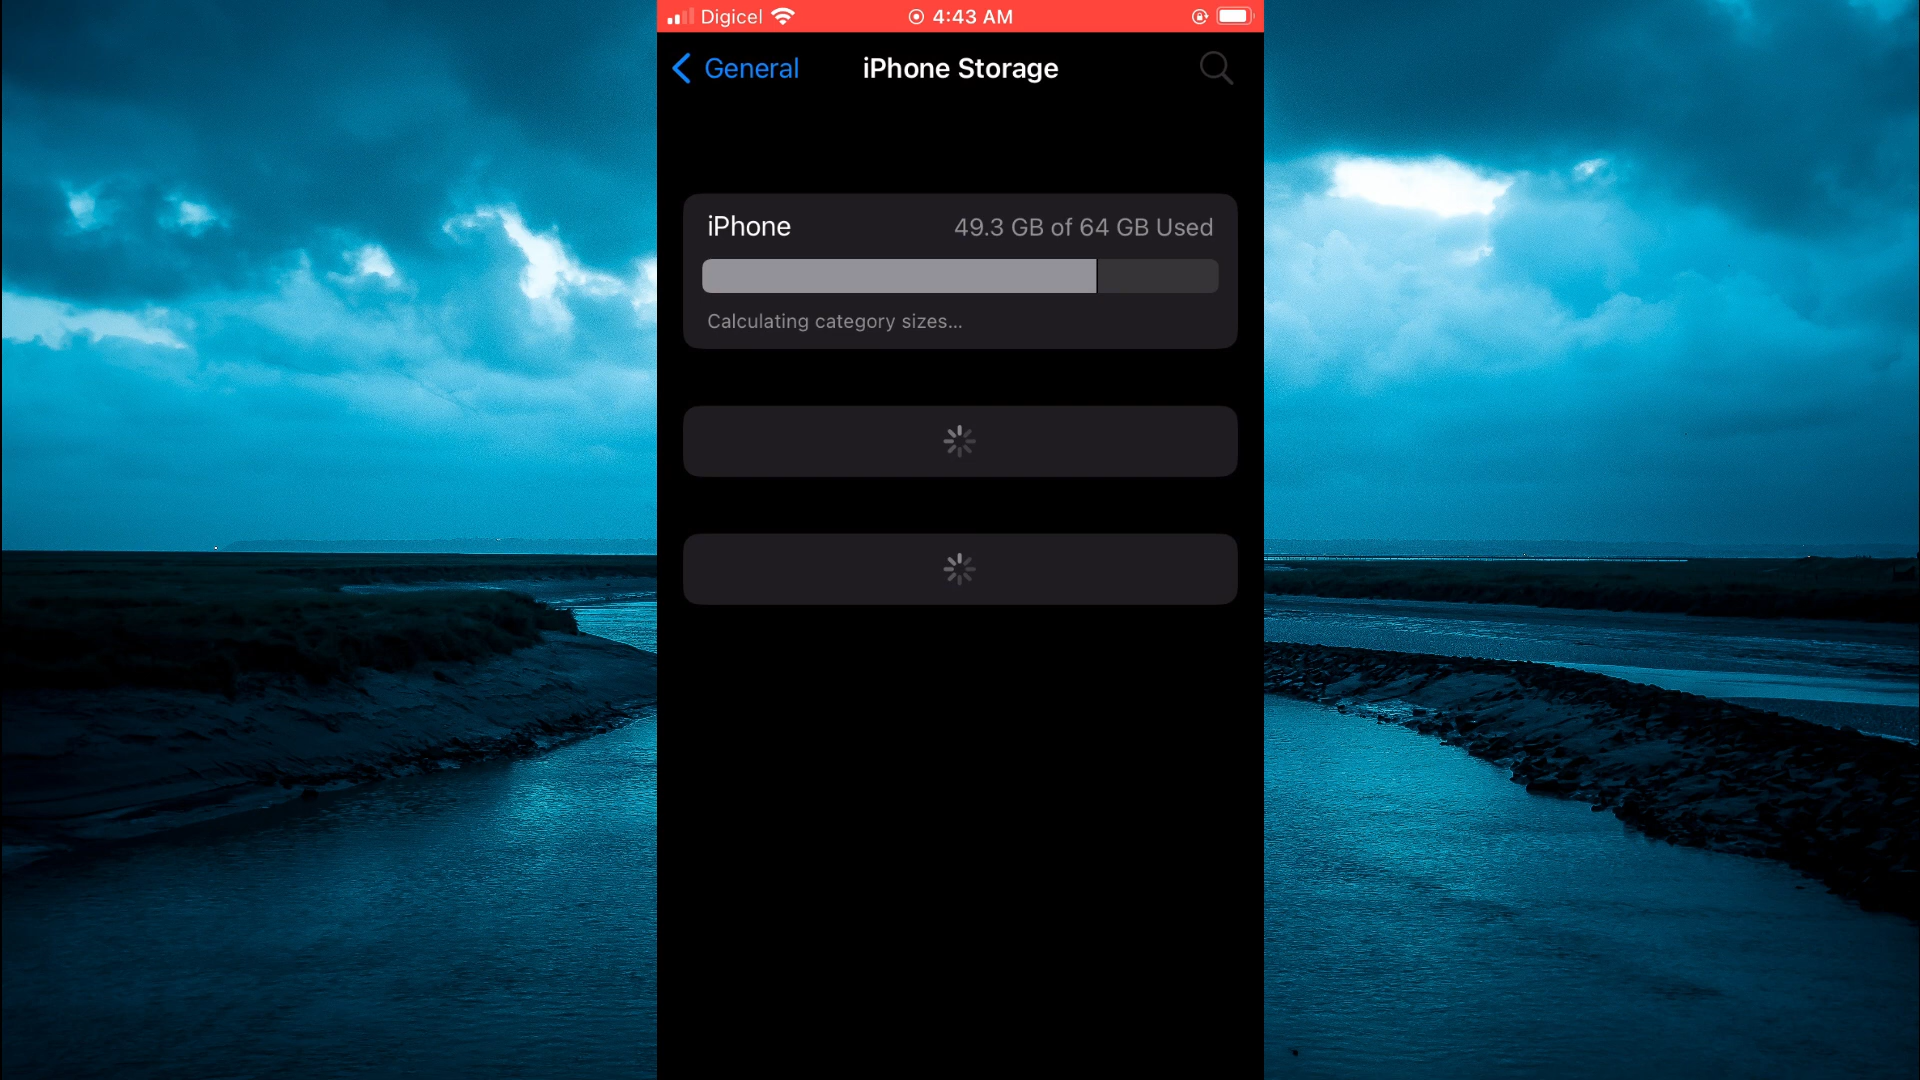 Digicel 4:43 AM
General iPhone Storage
iPhone 49.3 GB of 64 GB Used
Calculating category sizes...